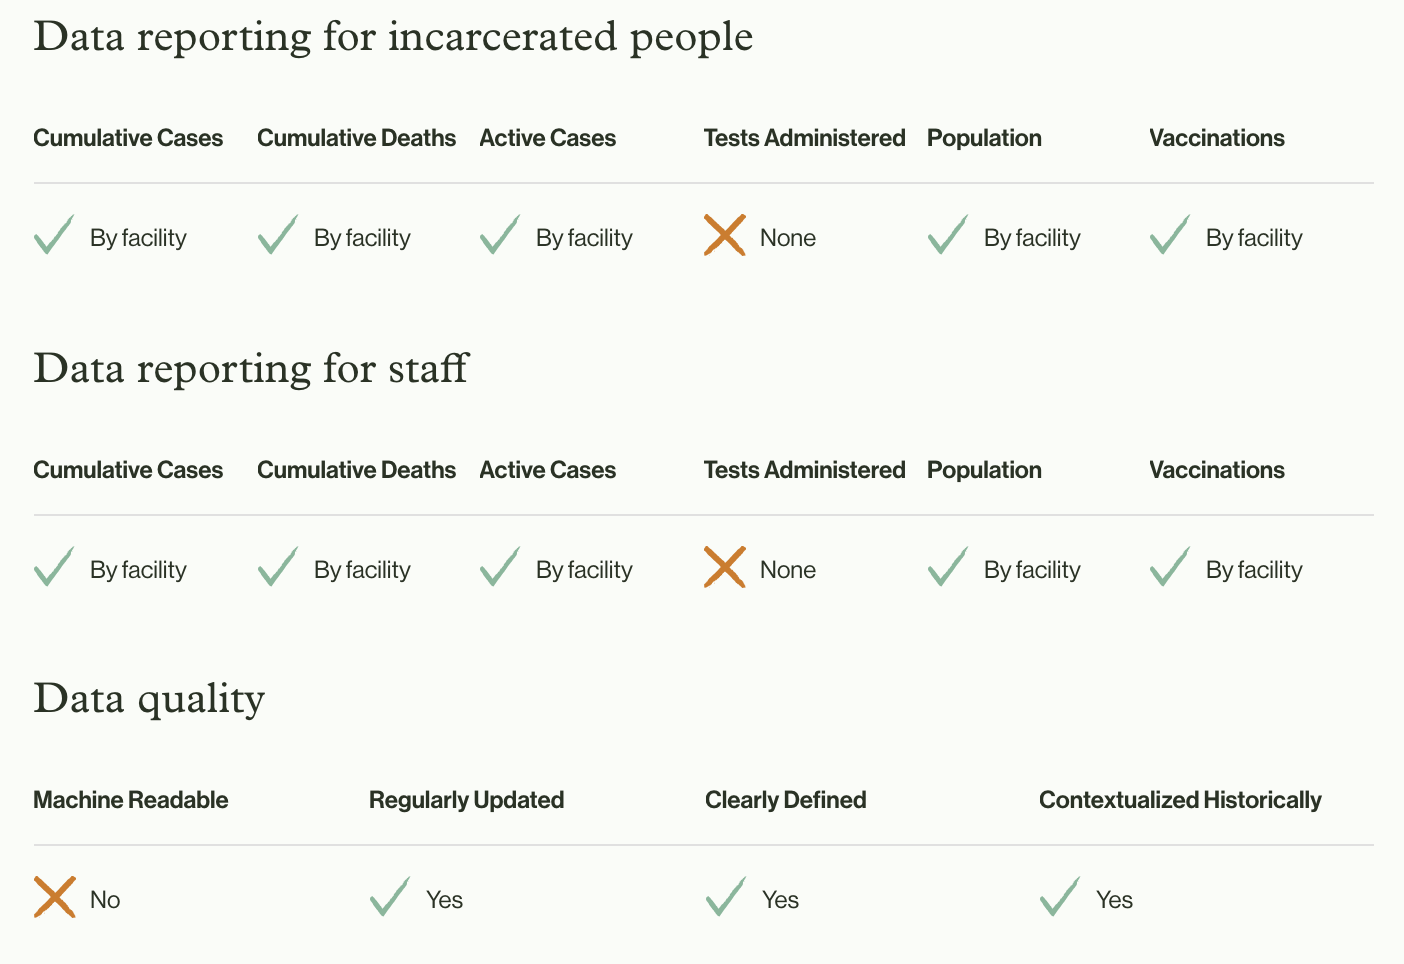 Data reporting for incarcerated people
Cumulative Cases Cumulative Deaths Active Cases Tests Administered Population Vaccinations
By facility By facility By facility None By facility By facility
Data reporting for staff
Cumulative Cases Cumulative Deaths Active Cases Tests Administered Population Vaccinations
By facility By facility By facility None By facility By facility
Data quality
Machine Readable Regularly Updated Clearly Defined Contextualized Historically
No Yes Yes Yes